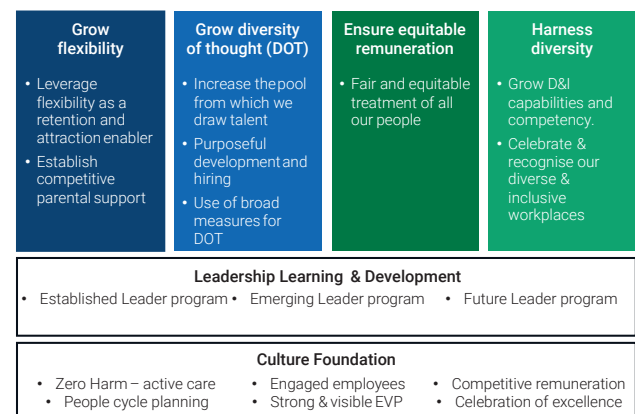 Grow
flexibility
• Leverage
flexibility as a
retention and
attraction enabler
• Establish
competitive
parental support
Grow diversity
of thought (DOT)
• Increase the pool
from which we
draw talent
• Purposeful
development and
hiring
• Use of broad
measures for
DOT
Ensure equitable
remuneration
• Fair and equitable
treatment of all
our people
Harness
diversity
• Grow D&I
capabilities and
competency.
• Celebrate &
recognise our
diverse &
inclusive
workplaces
Leadership Learning & Development
• Established Leader program • Emerging Leader program • Future Leader program
Culture Foundation
• Zero Harm – active care • Engaged employees • Competitive remuneration
• People cycle planning • Strong & visible EVP • Celebration of excellence